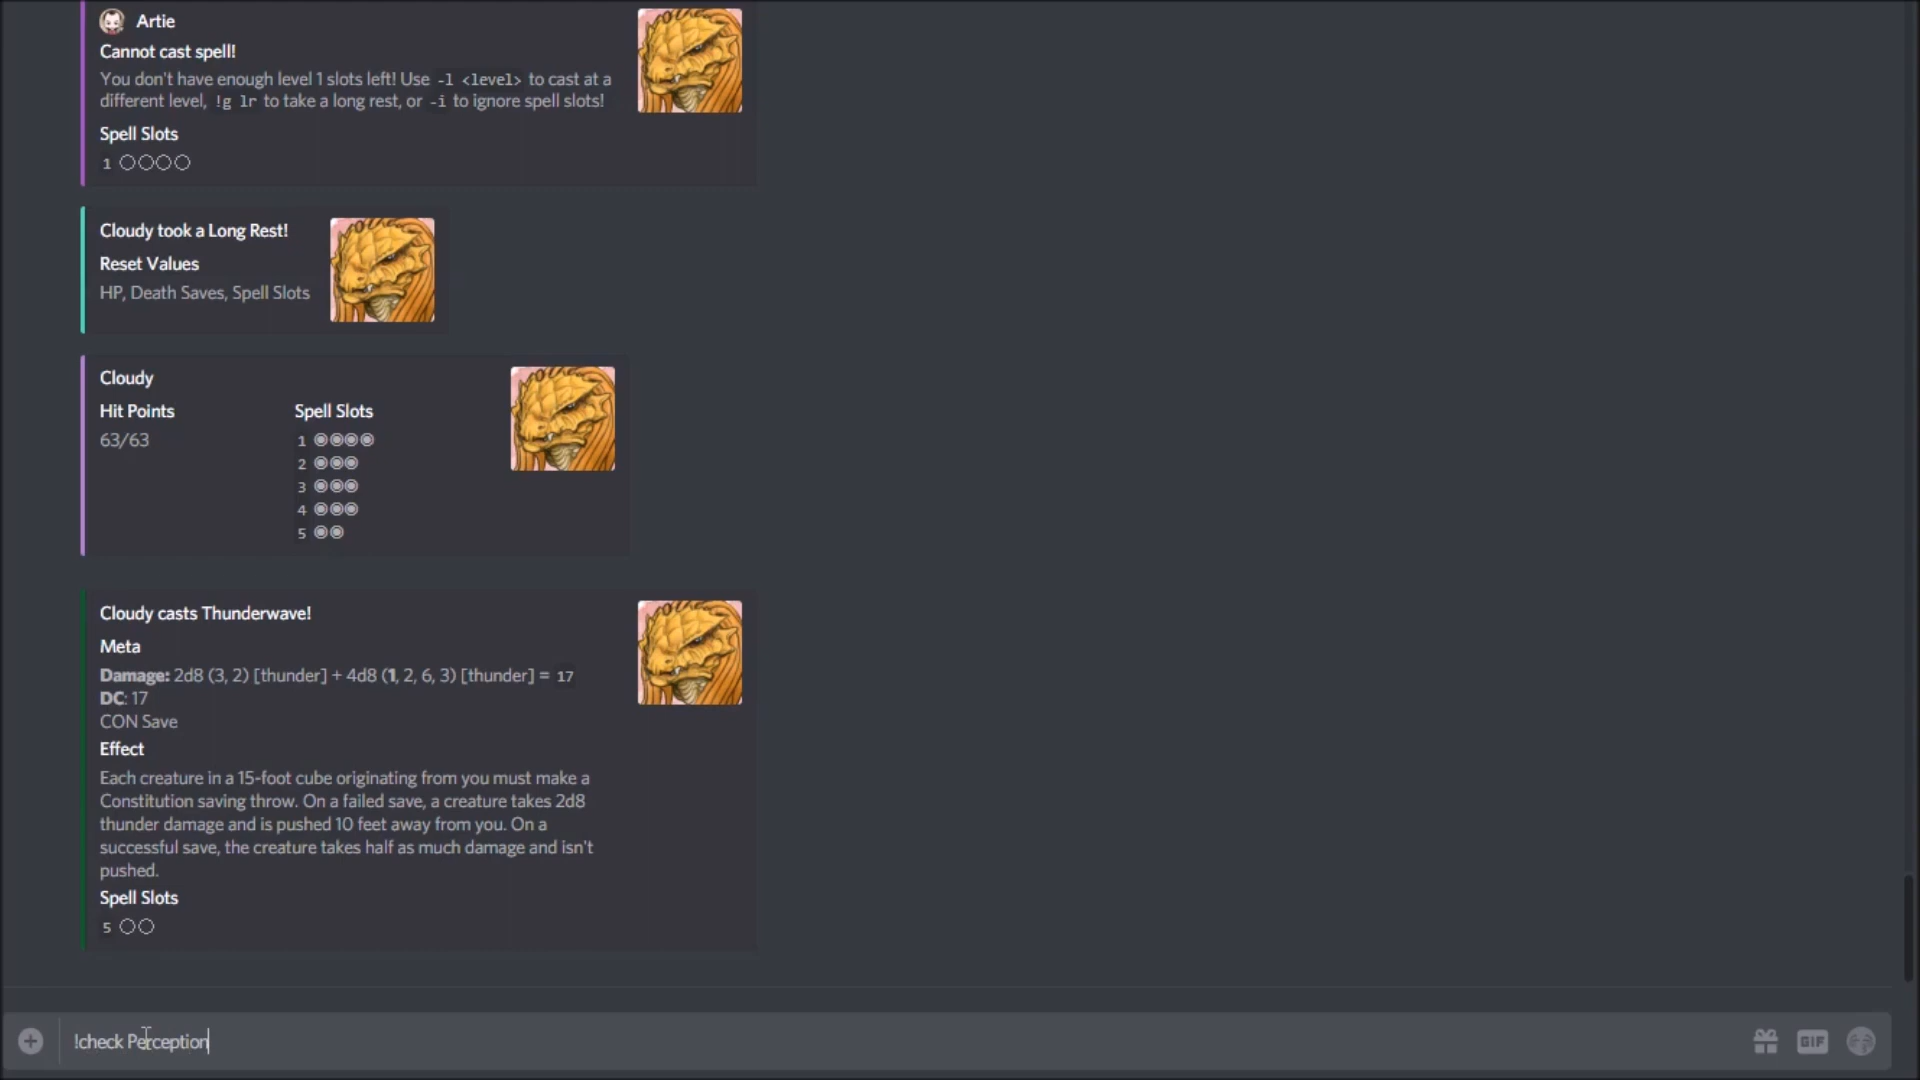 Artie
Cannot cast spell!
You don't have enough level 1 slots left! Use -l <level> to cast at a
different level, !g lr to take a long rest, or -i to ignore spell slots!
Spell Slots
1
Cloudy took a Long Rest!
Reset Values
HP, Death Saves, Spell Slots
Cloudy
Hit Points
63/63
Spell Slots
1
2
3
4
5
Cloudy casts Thunderwave!
Meta
Damage: 2d8 (3, 2) [thunder] + 4d8 (1, 2, 6, 3) [thunder] = 17
DC: 17
CON Save
Effect
Each creature in a 15-foot cube originating from you must make a
Constitution saving throw. On a failed save, a creature takes 2d8
thunder damage and is pushed 10 feet away from you. On a
successful save, the creature takes half as much damage and isn't
pushed.
Spell Slots
5
!check Perception
GIF